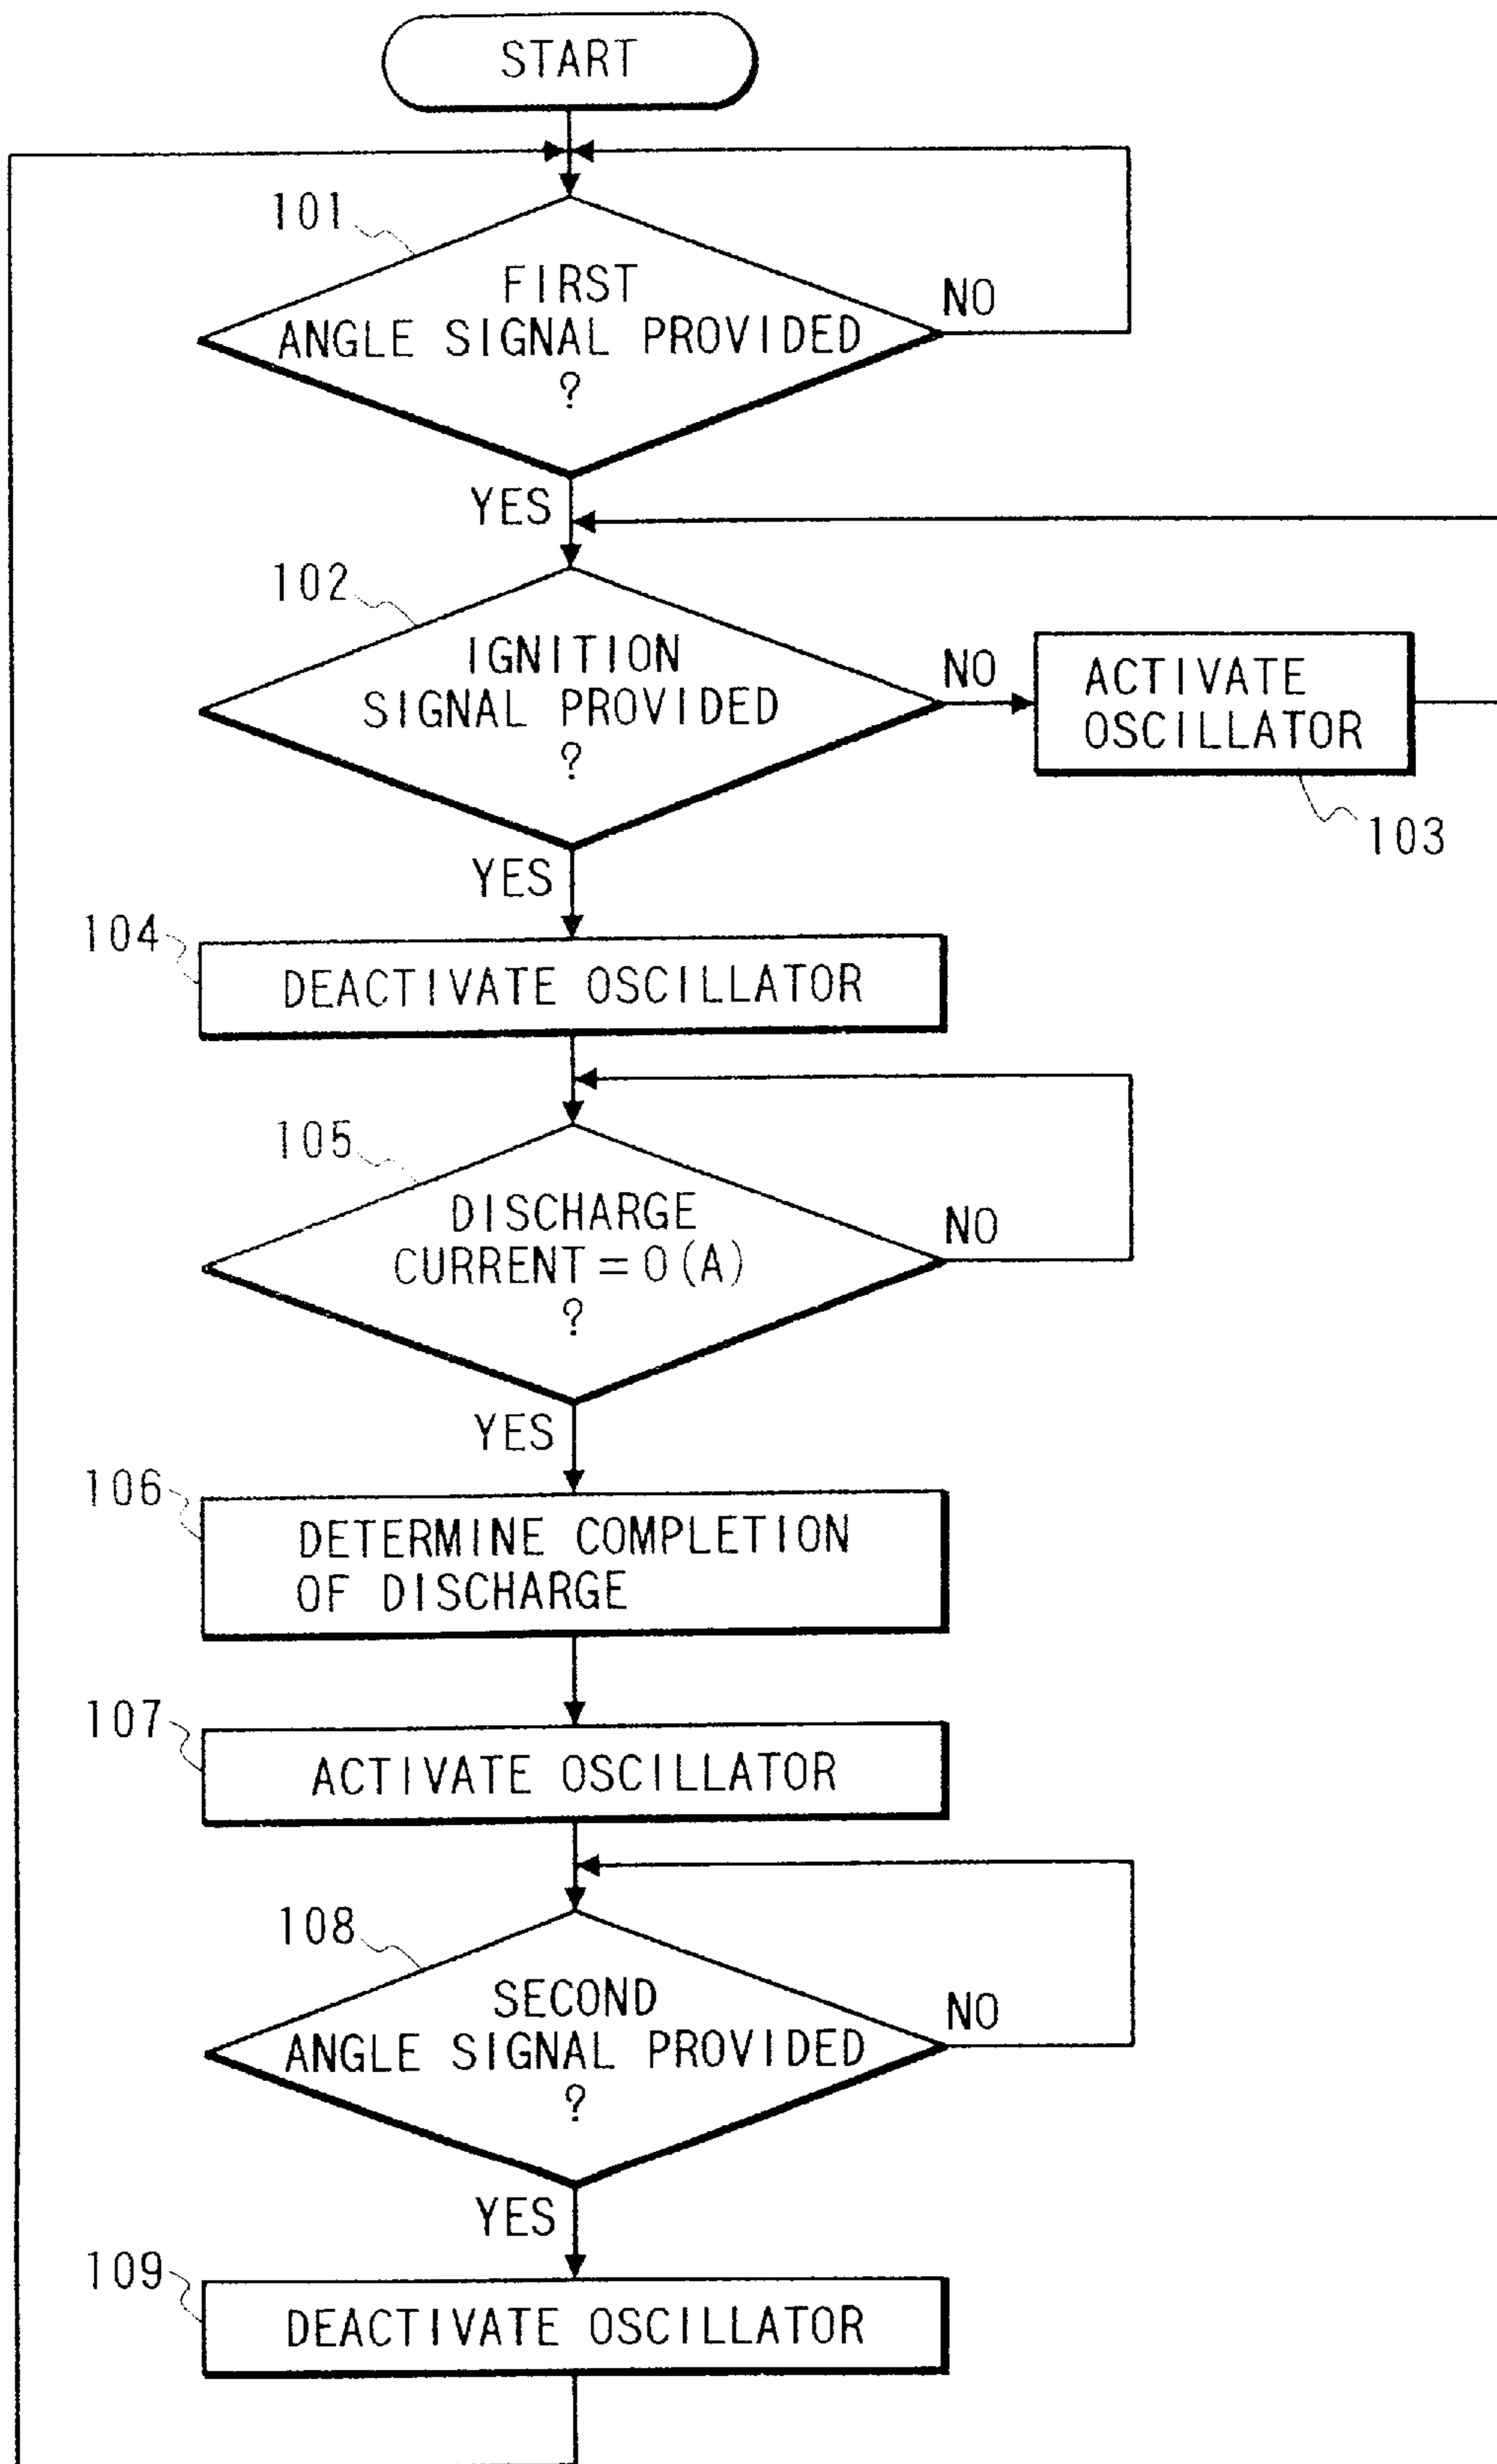 START
101
FIRST
ANGLE SIGNAL PROVIDED
?
NO
YES
102
IGNITION
SIGNAL PROVIDED
?
NO
ACTIVATE
OSCILLATOR
103
YES
104
DEACTIVATE OSCILLATOR
105
DISCHARGE
CURRENT = 0 (A)
?
NO
YES
106
DETERMINE COMPLETION
OF DISCHARGE
107
ACTIVATE OSCILLATOR
108
SECOND
ANGLE SIGNAL PROVIDED
?
NO
YES
109
DEACTIVATE OSCILLATOR